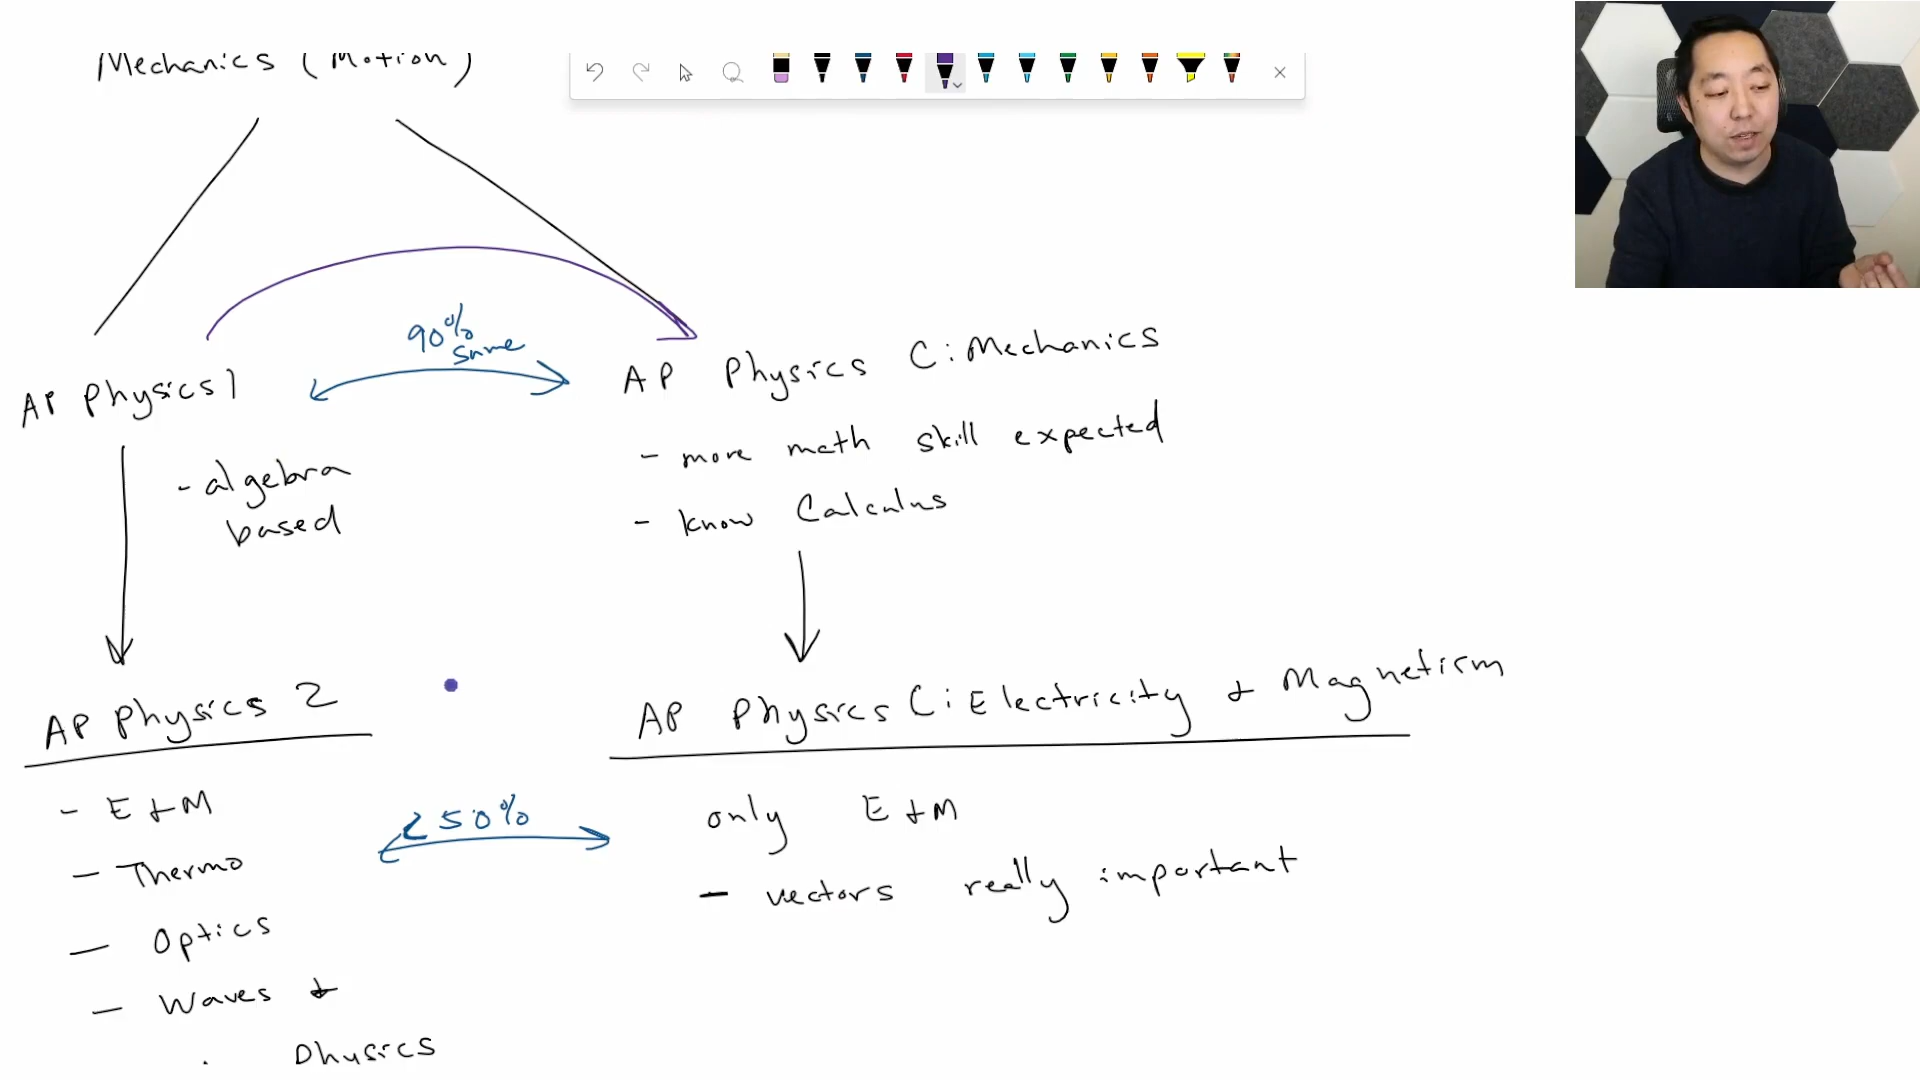 Mechanics (Motion)
90%
same
AP Physics 1
AP Physics C: Mechanics
- algebra
based
- more math skill expected
- know Calculus
AP Physics 2
AP Physics C: Electricity & Magnetism
- E+M
- Thermo
- Optics
- Waves +
Physics
<50%
only E+M
- vectors really important